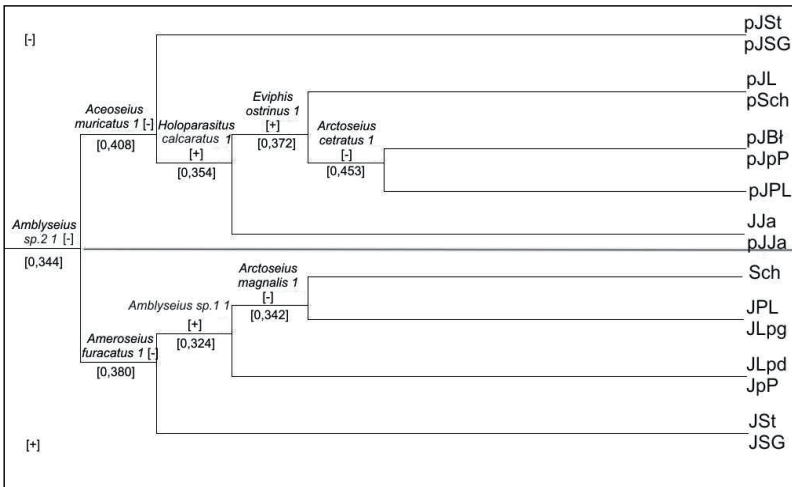 [-]
pJSt
pJSG
pJL
pSch
Eviphis
ostrinus 1
[+]
[0,372]
Aceoseius
muricatus 1 [-]
[0,408]
Holoparasitus
calcaratus 1
[+]
[0,354]
Arctoseius
cetratus 1
[-]
[0,453]
pJBł
pJpP
pJPL
JJa
pJJa
Amblyseius
sp.2 1 [-]
[0,344]
Arctoseius
magnalis 1
[-]
[0,342]
Sch
Amblyseius sp.1 1
[+]
[0,324]
JPL
JLpg
Ameroseius
furacatus 1 [-]
[0,380]
JLpd
JpP
JSt
JSG
[+]